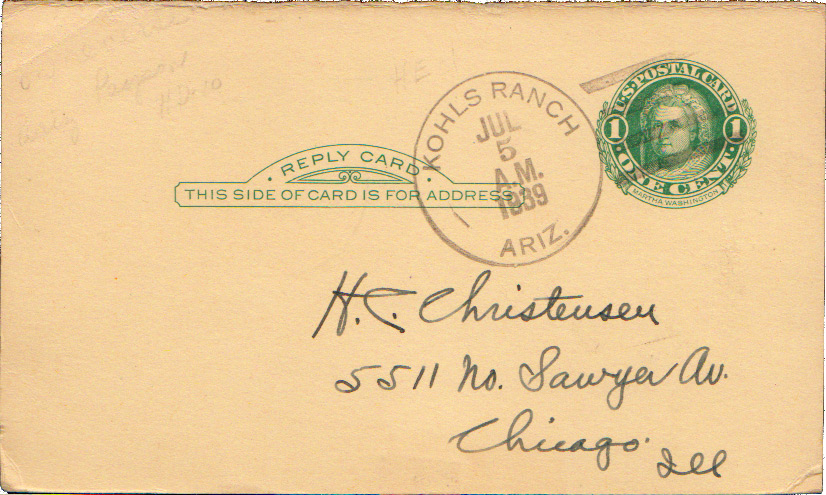 U.S. POSTAL CARD
1 1
ONE CENT.
MARTHA WASHINGTON
KOHLS RANCH
JUL
5
A.M.
1939
ARIZ.
REPLY CARD
THIS SIDE OF CARD IS FOR ADDRESS
H. C. Christensen
5511 No. Sawyer Av.
Chicago
Ill